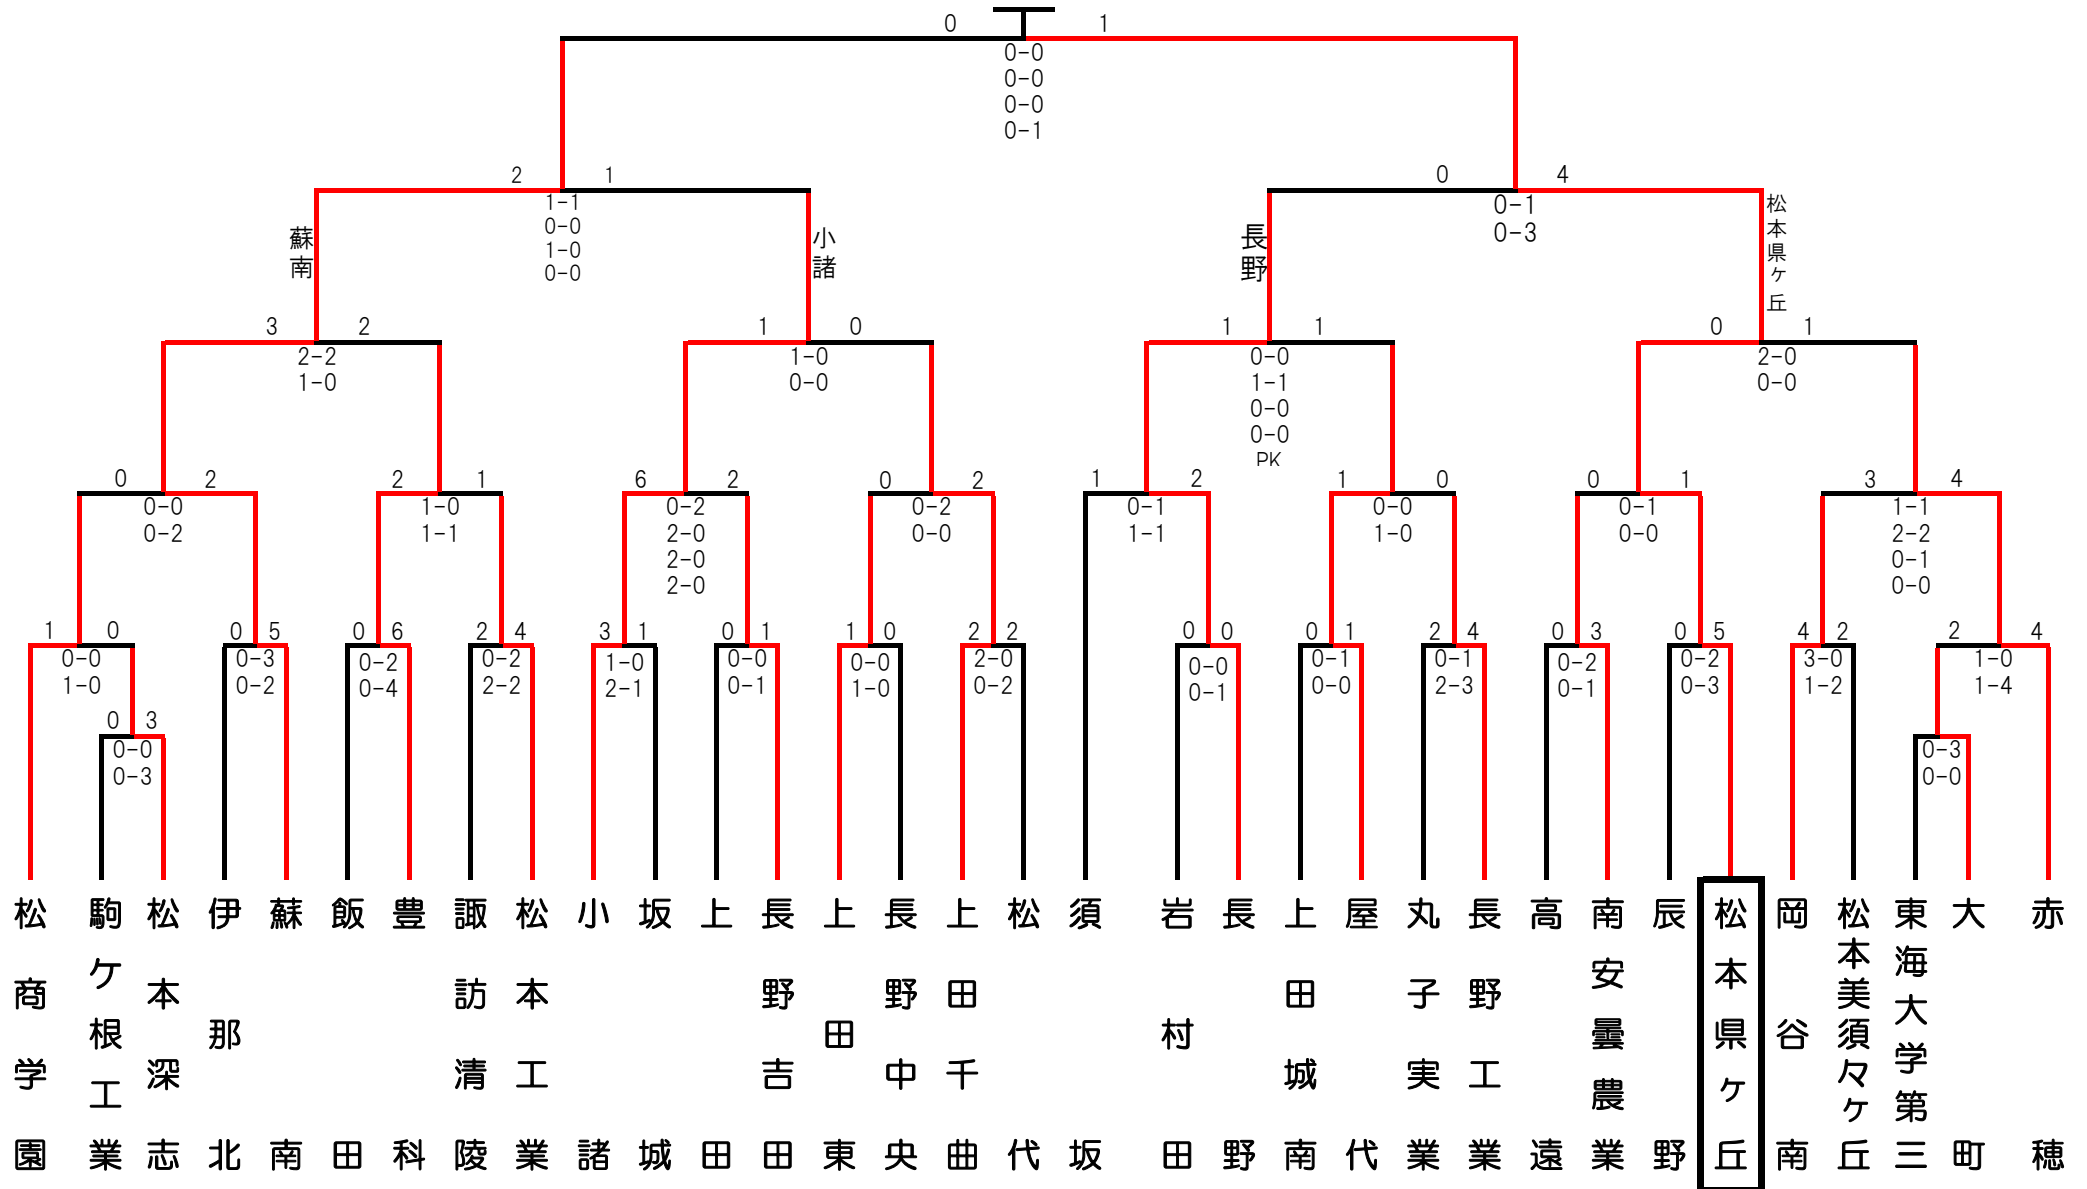 0 1
0-0
0-0
0-0
0-1
2 1
1-1
0-0
1-0
0-0
0 4
0-1
0-3
蘇南
小諸
長野
松本県ヶ丘
3 2
2-2
1-0
1 0
1-0
0-0
1 1
0-0
1-1
0-0
0-0
PK
0 1
2-0
0-0
0 2
0-0
0-2
2 1
1-0
1-1
6 2
0-2
2-0
2-0
2-0
0 2
0-2
0-0
1 2
0-1
1-1
1 0
0-0
1-0
0 1
0-1
0-0
3 4
1-1
2-2
0-1
0-0
1 0
0-0
1-0
0 5
0-3
0-2
0 6
0-2
0-4
2 4
0-2
2-2
3 1
1-0
2-1
0 1
0-0
0-1
1 0
0-0
1-0
2 2
2-0
0-2
0 0
0-0
0-1
0 1
0-1
0-0
2 4
0-1
2-3
0 3
0-2
0-1
0 5
0-2
0-3
4 2
3-0
1-2
2 4
1-0
1-4
0 3
0-0
0-3
0-3
0-0
松商学園
駒ケ根工業
松本深志
伊那北
蘇南
飯田
豊科
諏訪清陵
松本工業
小諸
坂城
上田
長野吉田
上田東
長野中央
上田千曲
松代
須坂
岩村田
長野
上田城南
屋代
丸子実業
長野工業
高遠
南安曇農業
辰野
松本県ヶ丘
岡谷南
松本美須々ヶ丘
東海大学第三
大町
赤穂